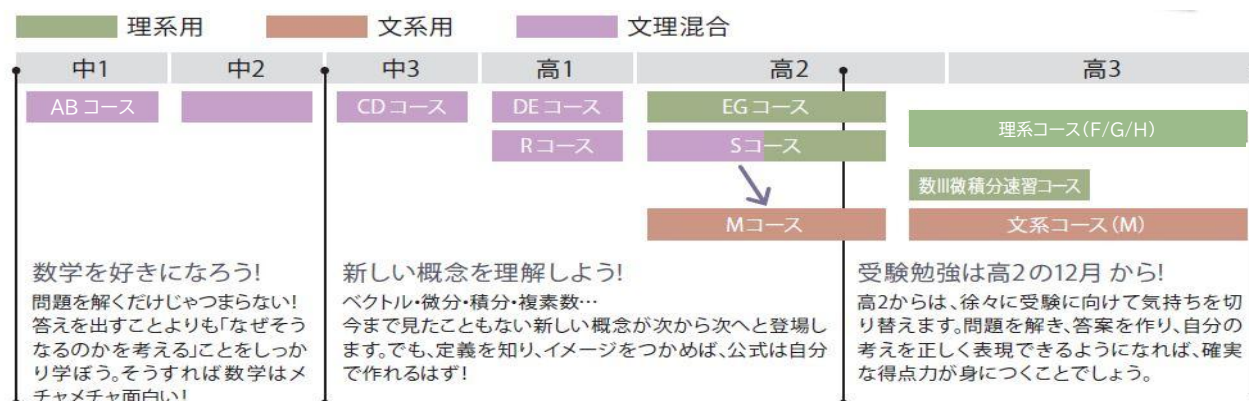 理系用 文系用 文理混合
中1 中2 中3 高1 高2 高3
ABコース CDコース DEコース EGコース 理系コース(F/G/H)
Rコース Sコース
数III微積分速習コース
Mコース 文系コース(M)
数学を好きになろう!
問題を解くだけじゃつまらない!
答えを出すことよりも「なぜそう
なるのかを考える」ことをしっか
り学ぼう。そうすれば数学はメ
チャメチャ面白い!
新しい概念を理解しよう!
ベクトル・微分・積分・複素数…
今まで見たこともない新しい概念が次から次へと登場し
ます。でも、定義を知り、イメージをつかめば、公式は自分
で作れるはず!
受験勉強は高2の12月から!
高2からは、徐々に受験に向けて気持ちを切
り替えます。問題を解き、答案を作り、自分の
考えを正しく表現できるようになれば、確実
な得点力が身につくことでしょう。